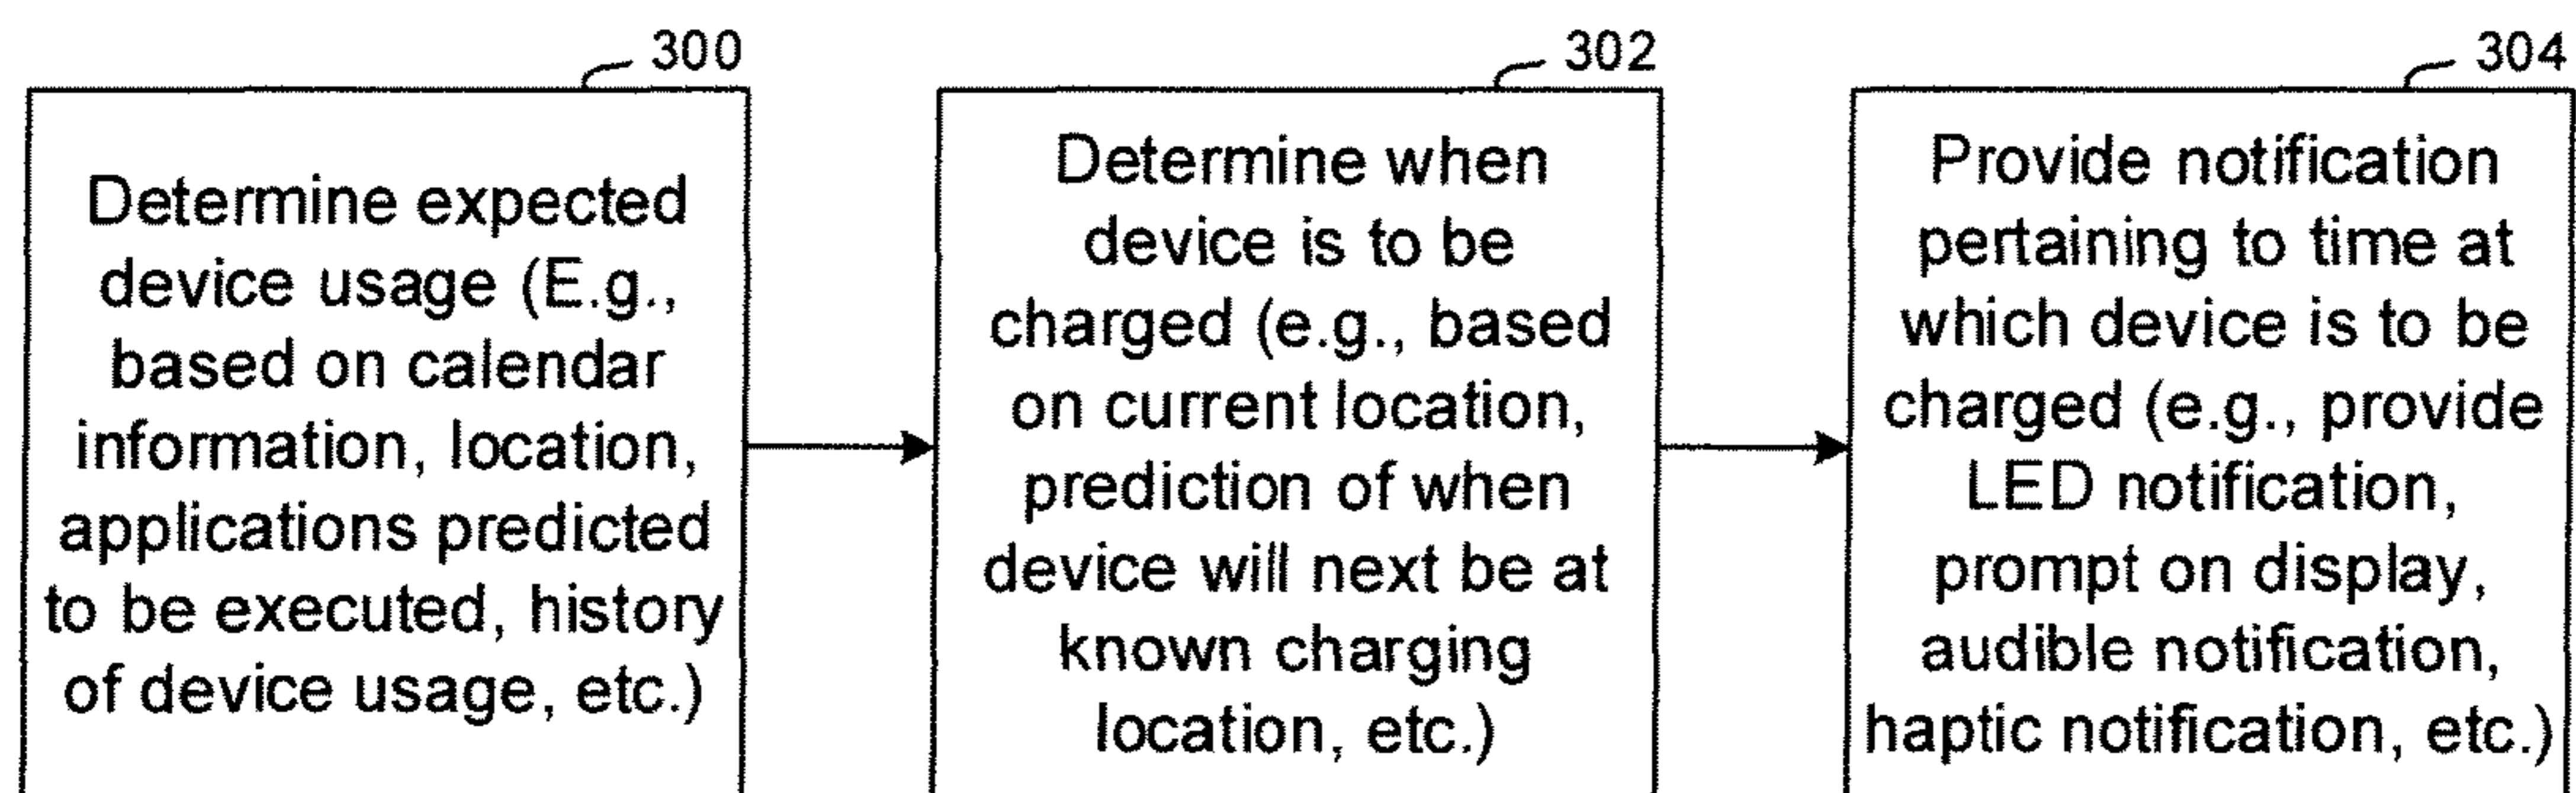 300
Determine expected
device usage (E.g.,
based on calendar
information, location,
applications predicted
to be executed, history
of device usage, etc.)
302
Determine when
device is to be
charged (e.g., based
on current location,
prediction of when
device will next be at
known charging
location, etc.)
304
Provide notification
pertaining to time at
which device is to be
charged (e.g., provide
LED notification,
prompt on display,
audible notification,
haptic notification, etc.)